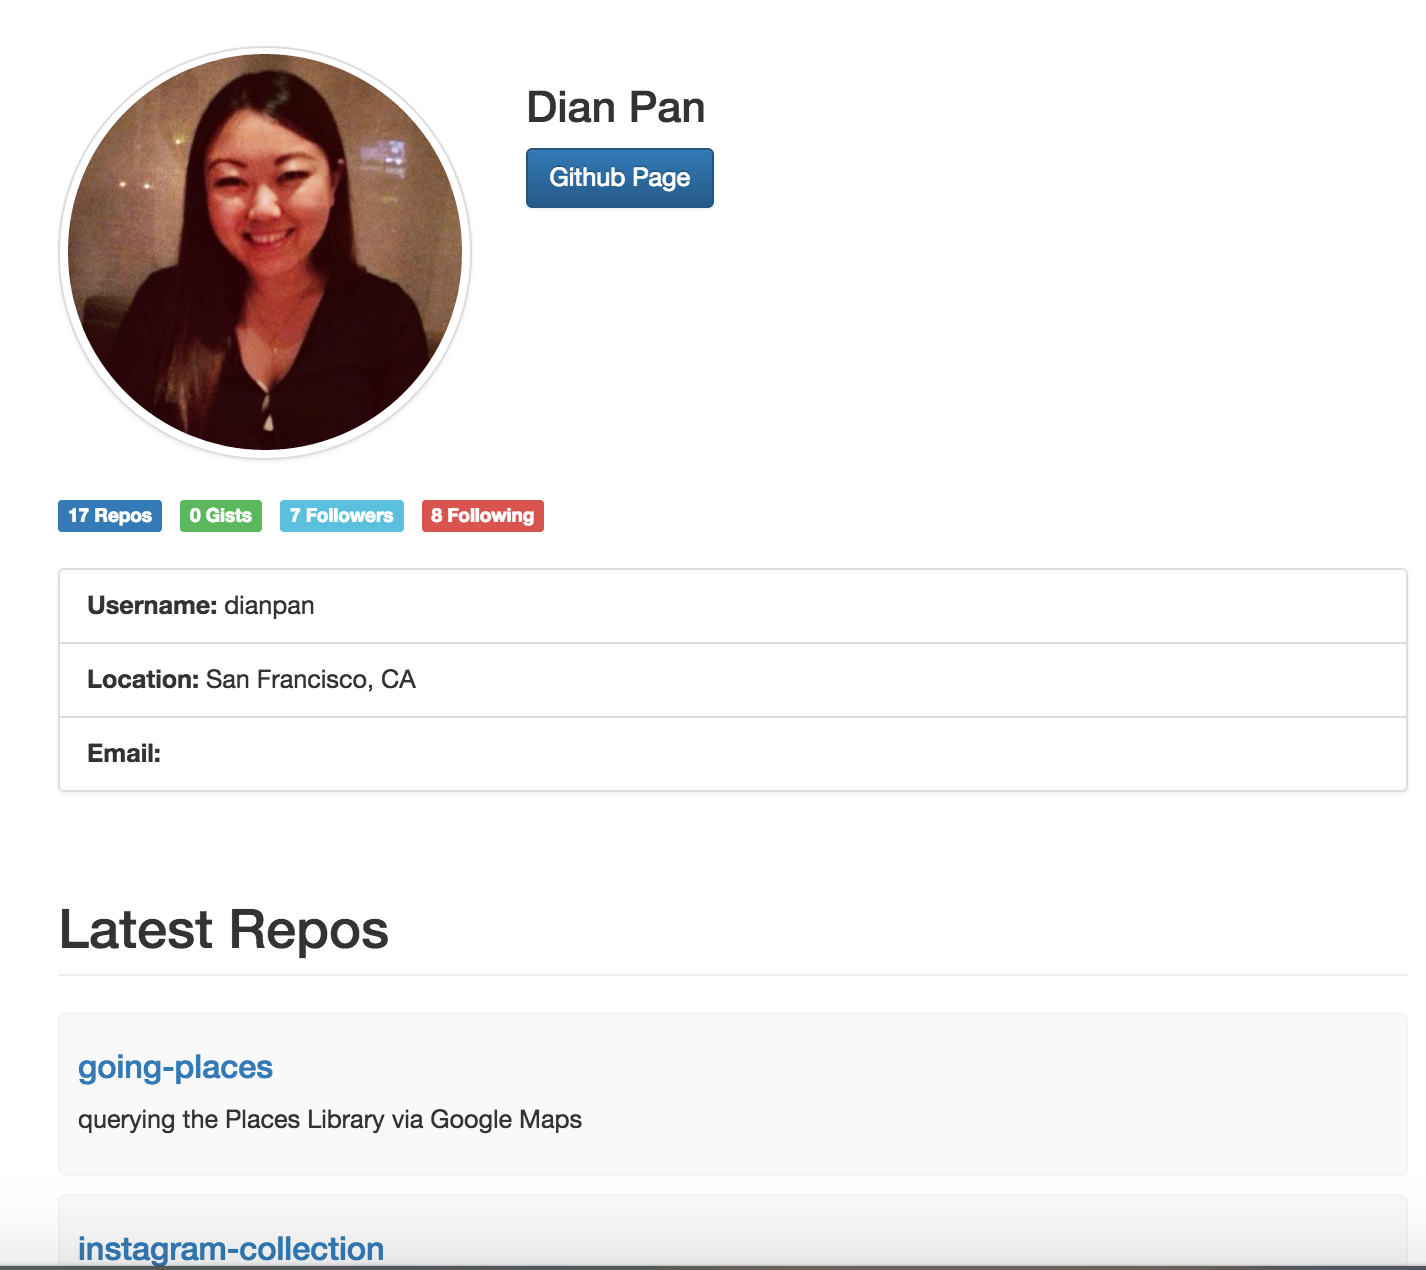 Dian Pan
Github Page
17 Repos 0 Gists 7 Followers 8 Following
Username: dianpan
Location: San Francisco, CA
Email:
Latest Repos
going-places
querying the Places Library via Google Maps
instagram-collection